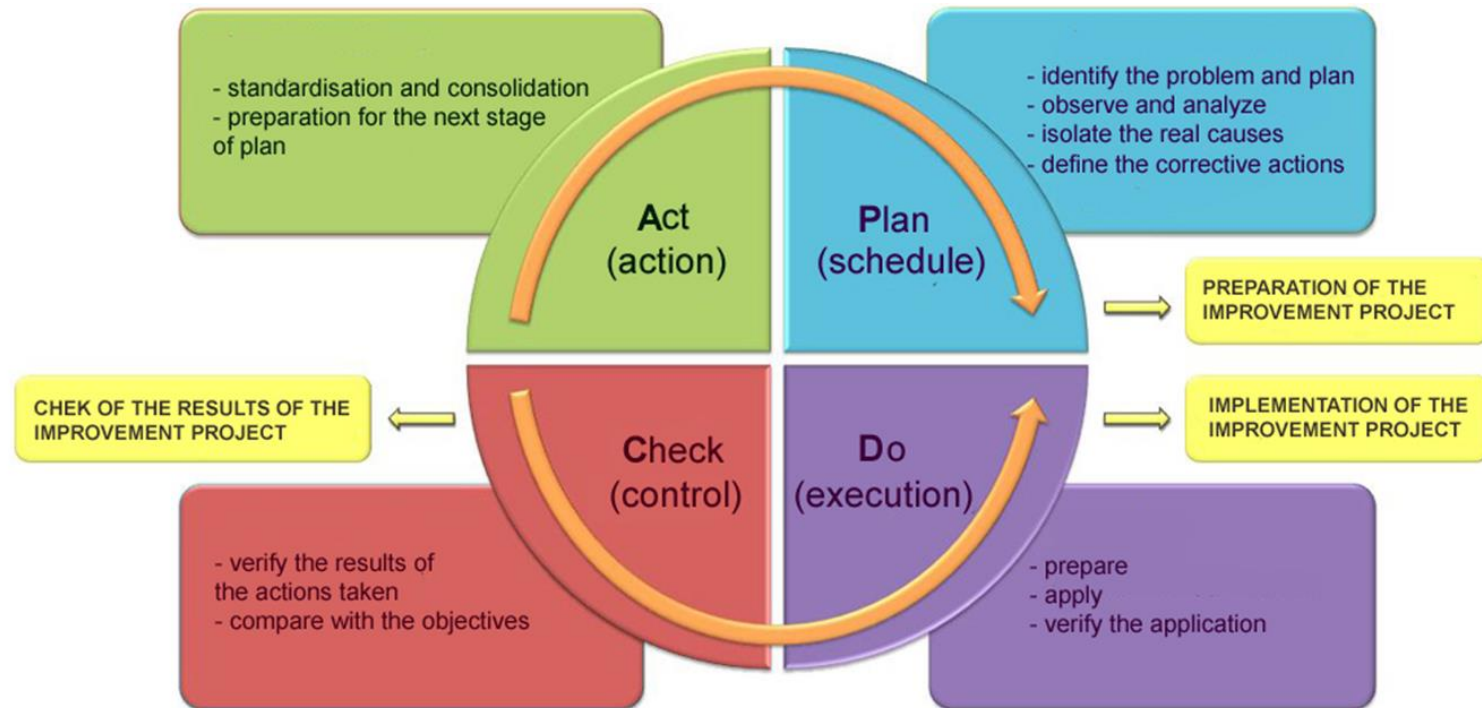 - standardisation and consolidation
- preparation for the next stage
of plan
- identify the problem and plan
- observe and analyze
- isolate the real causes
- define the corrective actions
Act
(action)
Plan
(schedule)
PREPARATION OF THE
IMPROVEMENT PROJECT
CHEK OF THE RESULTS OF THE
IMPROVEMENT PROJECT
IMPLEMENTATION OF THE
IMPROVEMENT PROJECT
Check
(control)
Do
(execution)
- verify the results of
the actions taken
- compare with the objectives
- prepare
- apply
- verify the application